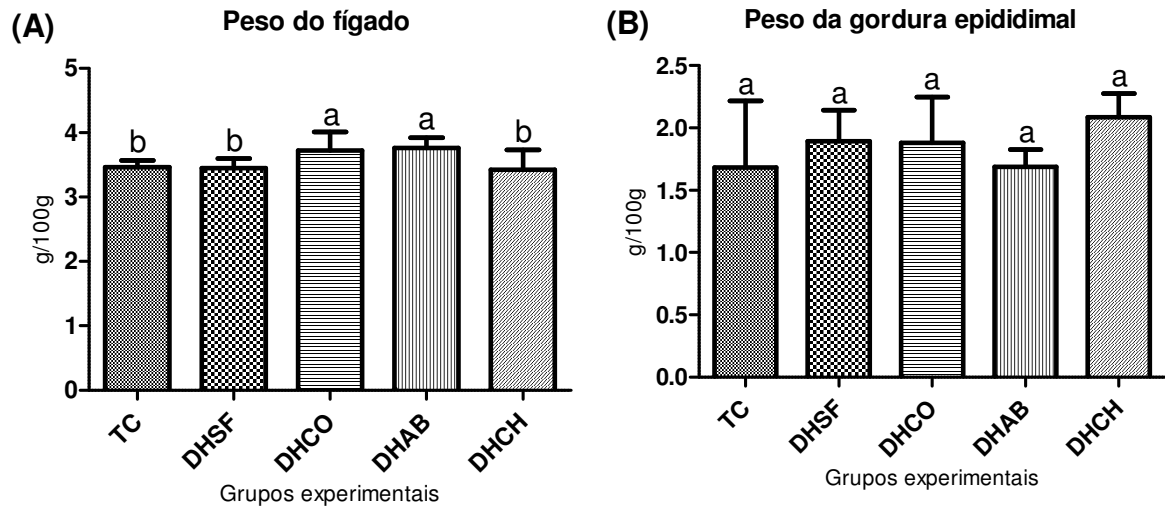 (A)
Peso do fígado
g/100g
5
4
3
2
1
0
b
b
a
a
b
TC
DHSF
DHCO
DHAB
DHCH
Grupos experimentais
(B)
Peso da gordura epididimal
g/100g
2.5
2.0
1.5
1.0
0.5
0.0
a
a
a
a
a
TC
DHSF
DHCO
DHAB
DHCH
Grupos experimentais